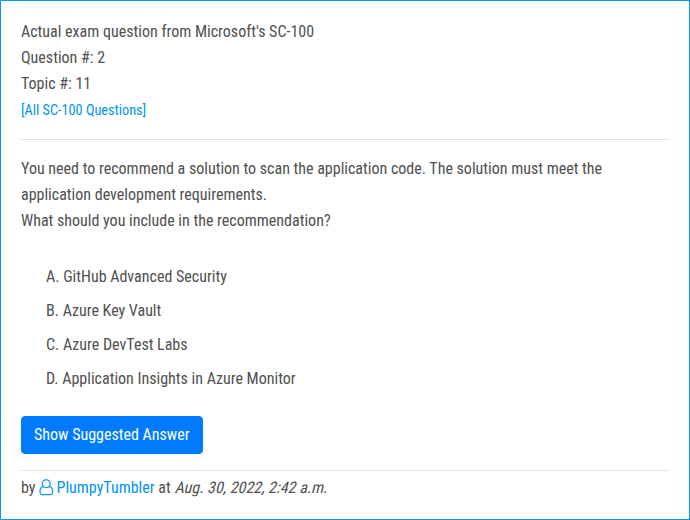 Actual exam question from Microsoft's SC-100
Question #: 2
Topic #: 11
[All SC-100 Questions]
You need to recommend a solution to scan the application code. The solution must meet the
application development requirements.
What should you include in the recommendation?
A. GitHub Advanced Security
B. Azure Key Vault
C. Azure DevTest Labs
D. Application Insights in Azure Monitor
Show Suggested Answer
by PlumpyTumbler at Aug. 30, 2022, 2:42 a.m.